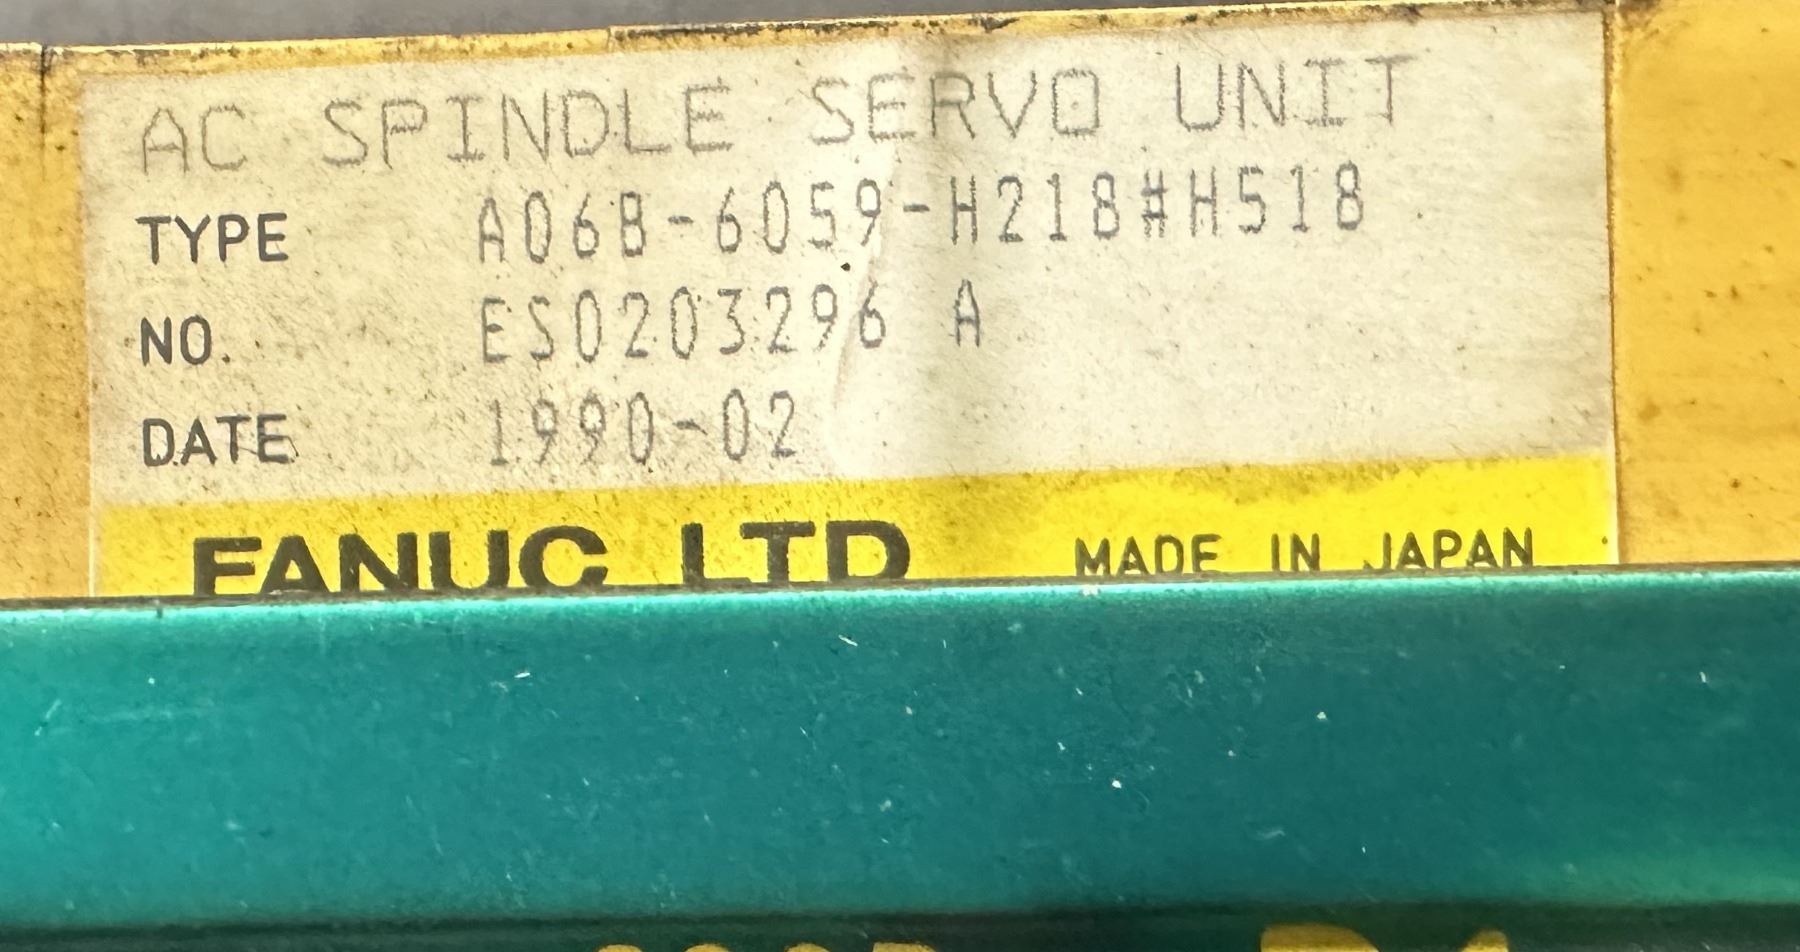 AC SPINDLE SERVO UNIT
TYPE A06B-6059-H218#H518
NO. ES0203296 A
DATE 1990-02
FANUC LTD MADE IN JAPAN